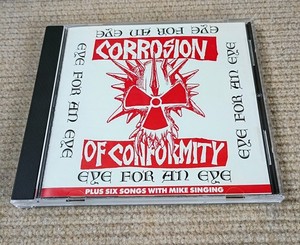 EYE FOR AN EYE
CORROSION
EYE FOR AN EYE
EYE FOR AN EYE
OF CONFORMITY
EYE FOR AN EYE
PLUS SIX SONGS WITH MIKE SINGING